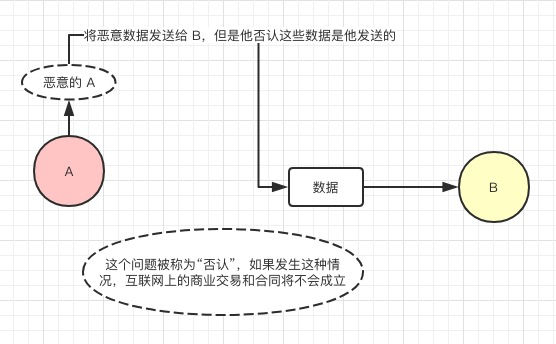 将恶意数据发送给 B，但是他否认这些数据是他发送的
恶意的 A
A
数据
B
这个问题被称为“否认”，如果发生这种情
况，互联网上的商业交易和合同将不会成立